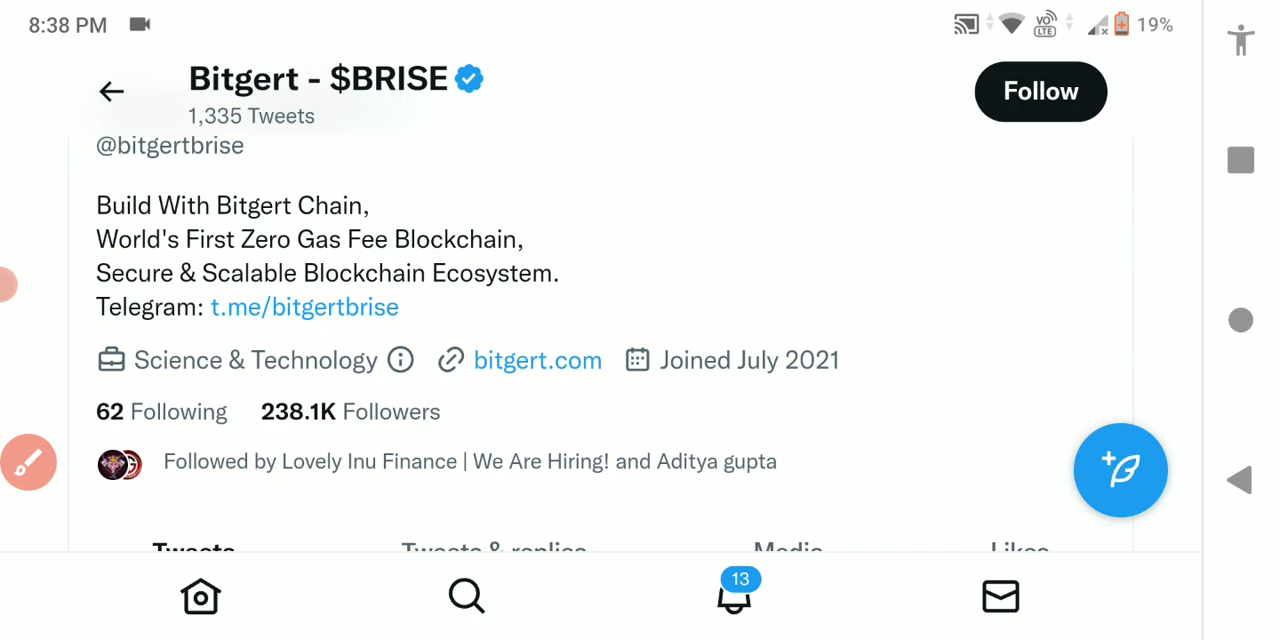 8:38 PM
VO LTE 19%
Bitgert - $BRISE
1,335 Tweets
Follow
@bitgertbrise
Build With Bitgert Chain,
World's First Zero Gas Fee Blockchain,
Secure & Scalable Blockchain Ecosystem.
Telegram: t.me/bitgertbrise
Science & Technology bitgert.com Joined July 2021
62 Following 238.1K Followers
Followed by Lovely Inu Finance | We Are Hiring! and Aditya gupta
Tweets Tweets & replies Media Likes
13